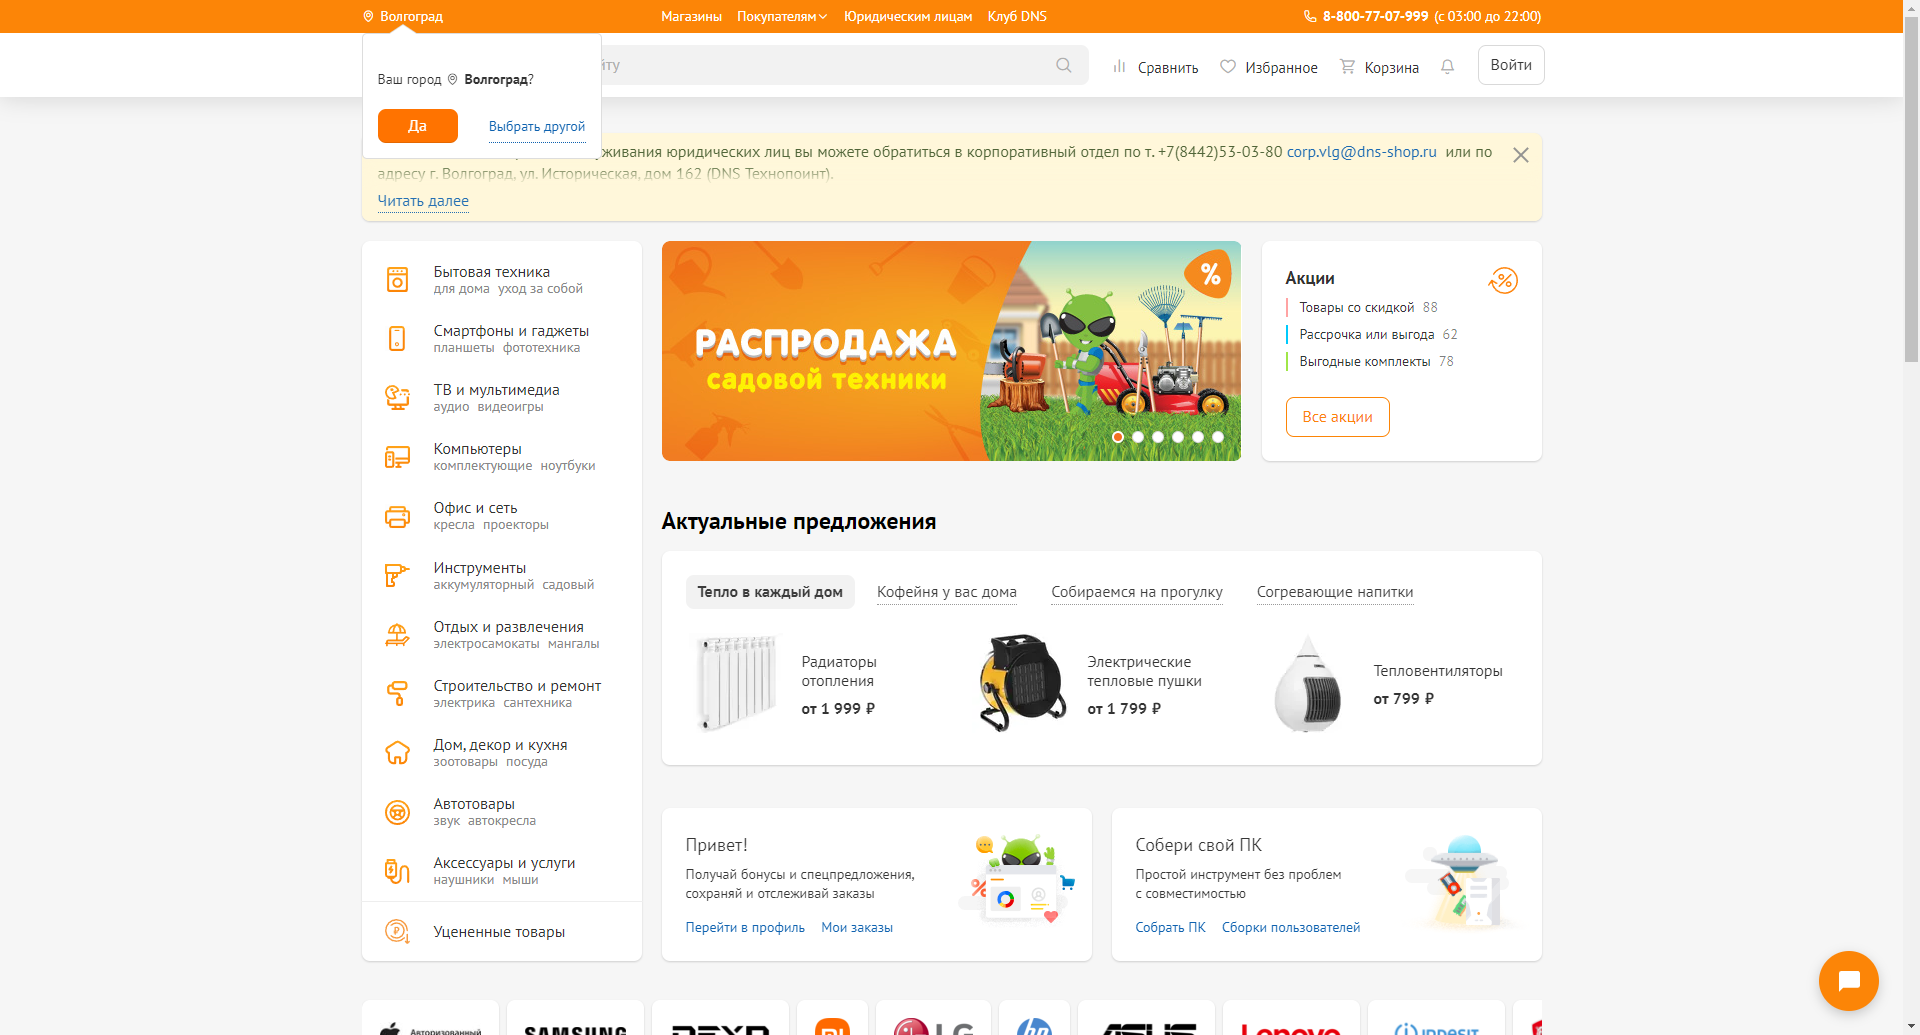 Волгоград
Магазины Покупателям Юридическим лицам Клуб DNS
8-800-77-07-999 (с 03:00 до 22:00)
Ваш город Волгоград?
Да Выбрать другой
Сравнить Избранное Корзина Войти
юридических лиц вы можете обратиться в корпоративный отдел по т. +7(8442)53-03-80 corp.vlg@dns-shop.ru или по
адресу г. Волгоград, ул. Историческая, дом 162 (DNS Технопоинт).
Читать далее
Бытовая техника
для дома уход за собой
Смартфоны и гаджеты
планшеты фототехника
ТВ и мультимедиа
аудио видеоигры
Компьютеры
комплектующие ноутбуки
Офис и сеть
кресла проекторы
Инструменты
аккумуляторный садовый
Отдых и развлечения
электросамокаты мангалы
Строительство и ремонт
электрика сантехника
Дом, декор и кухня
зоотовары посуда
Автотовары
звук автокресла
Аксессуары и услуги
наушники мыши
Уцененные товары
РАСПРОДАЖА
садовой техники
%
Акции
Товары со скидкой 88
Рассрочка или выгода 62
Выгодные комплекты 78
Все акции
Актуальные предложения
Тепло в каждый дом Кофейня у вас дома Собираемся на прогулку Согревающие напитки
Радиаторы
отопления
от 1 999 ₽
Электрические
тепловые пушки
от 1 799 ₽
Тепловентиляторы
от 799 ₽
Привет!
Получай бонусы и спецпредложения,
сохраняй и отслеживай заказы
Перейти в профиль Мои заказы
Собери свой ПК
Простой инструмент без проблем
с совместимостью
Собрать ПК Сборки пользователей
Авторизованный SAMSUNG DEXP LG hp ASUS Lenovo indesit